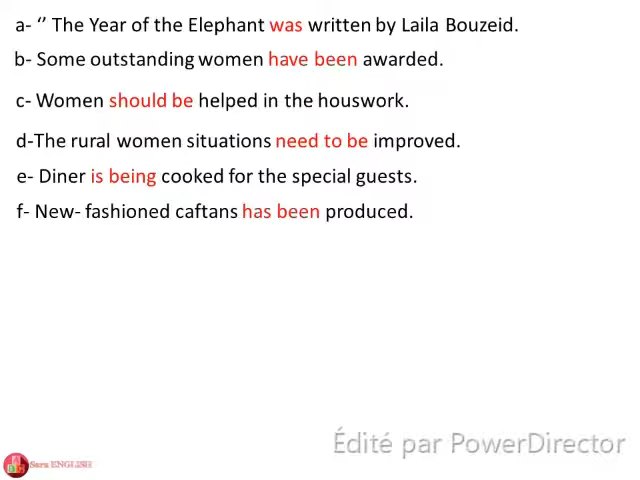 a- ‘’ The Year of the Elephant was written by Laila Bouzeid.
b- Some outstanding women have been awarded.
c- Women should be helped in the houswork.
d-The rural women situations need to be improved.
e- Diner is being cooked for the special guests.
f- New- fashioned caftans has been produced.
Édité par PowerDirector
Sara ENGLISH